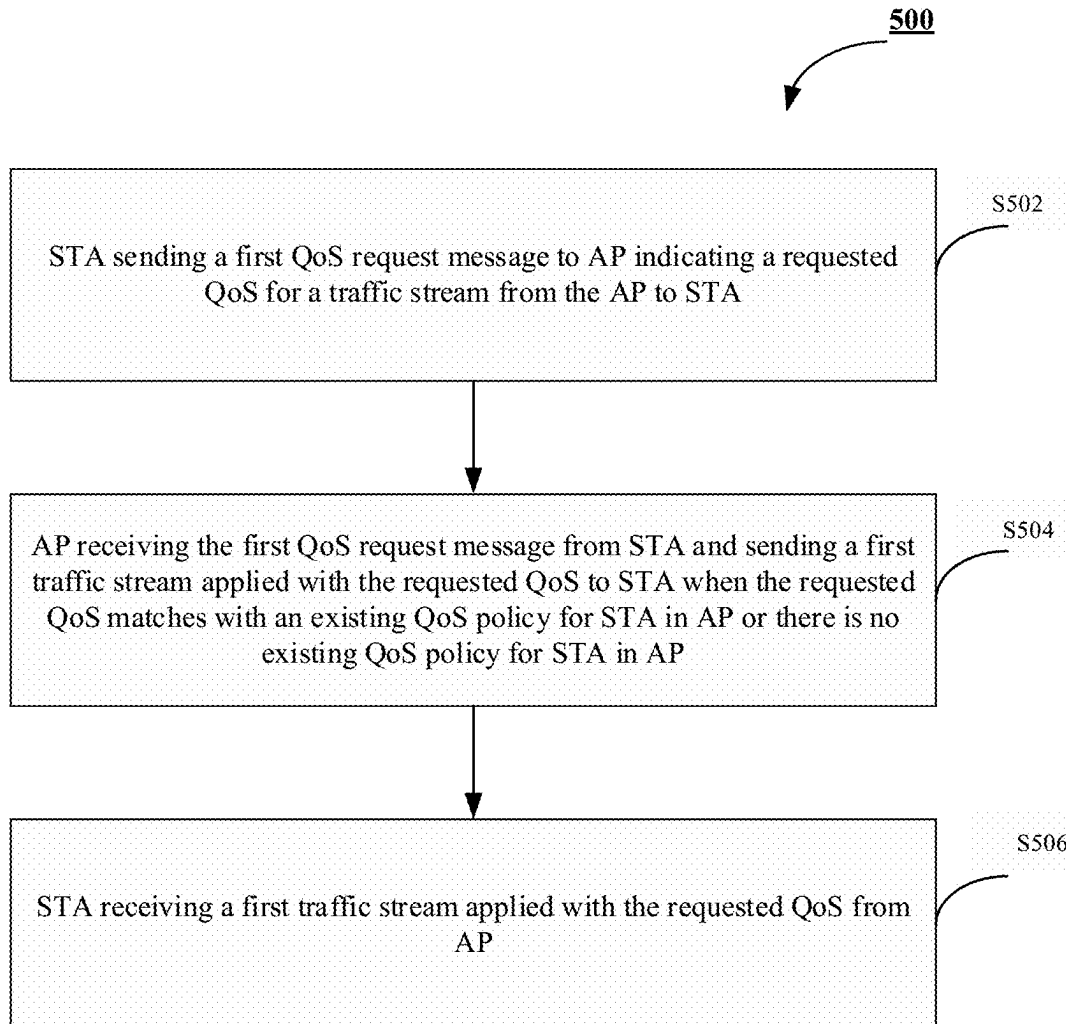 500
S502
STA sending a first QoS request message to AP indicating a requested
QoS for a traffic stream from the AP to STA
S504
AP receiving the first QoS request message from STA and sending a first
traffic stream applied with the requested QoS to STA when the requested
QoS matches with an existing QoS policy for STA in AP or there is no
existing QoS policy for STA in AP
S506
STA receiving a first traffic stream applied with the requested QoS from
AP